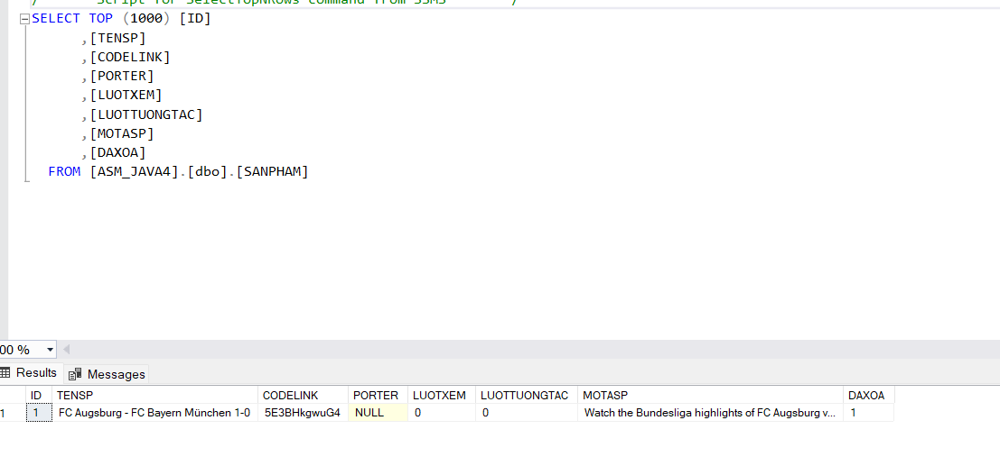 /****** Script for SelectTopNRows command from SSMS ******/
SELECT TOP (1000) [ID]
,[TENSP]
,[CODELINK]
,[PORTER]
,[LUOTXEM]
,[LUOTTUONGTAC]
,[MOTASP]
,[DAXOA]
FROM [ASM_JAVA4].[dbo].[SANPHAM]
00 %
Results Messages
ID TENSP CODELINK PORTER LUOTXEM LUOTTUONGTAC MOTASP DAXOA
1 1 FC Augsburg - FC Bayern München 1-0 5E3BHkgwuG4 NULL 0 0 Watch the Bundesliga highlights of FC Augsburg v... 1